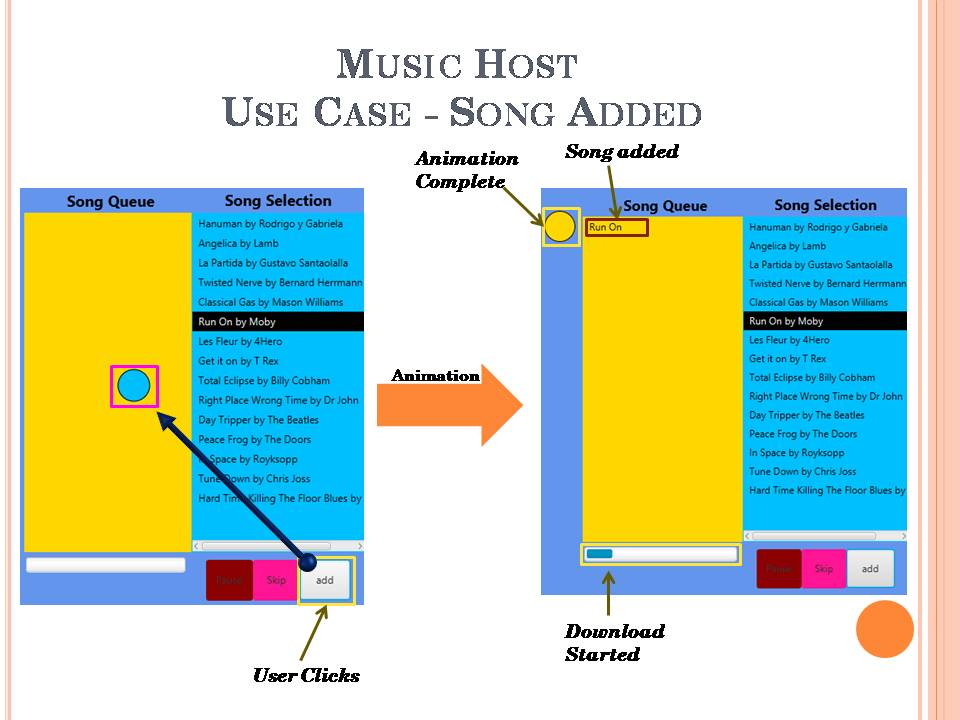 MUSIC HOST
USE CASE - SONG ADDED
Animation
Complete
Song added
Song Queue
Song Selection
Hanuman by Rodrigo y Gabriela
Angelica by Lamb
La Partida by Gustavo Santaolalla
Twisted Nerve by Bernard Herrmann
Classical Gas by Mason Williams
Run On by Moby
Les Fleur by 4Hero
Get it on by T Rex
Total Eclipse by Billy Cobham
Right Place Wrong Time by Dr John
Day Tripper by The Beatles
Peace Frog by The Doors
In Space by Royksopp
Tune Down by Chris Joss
Hard Time Killing The Floor Blues by
Pause
Skip
add
User Clicks
Animation
Song Queue
Song Selection
Run On
Hanuman by Rodrigo y Gabriela
Angelica by Lamb
La Partida by Gustavo Santaolalla
Twisted Nerve by Bernard Herrmann
Classical Gas by Mason Williams
Run On by Moby
Les Fleur by 4Hero
Get it on by T Rex
Total Eclipse by Billy Cobham
Right Place Wrong Time by Dr John
Day Tripper by The Beatles
Peace Frog by The Doors
In Space by Royksopp
Tune Down by Chris Joss
Hard Time Killing The Floor Blues by
Pause
Skip
add
Download
Started